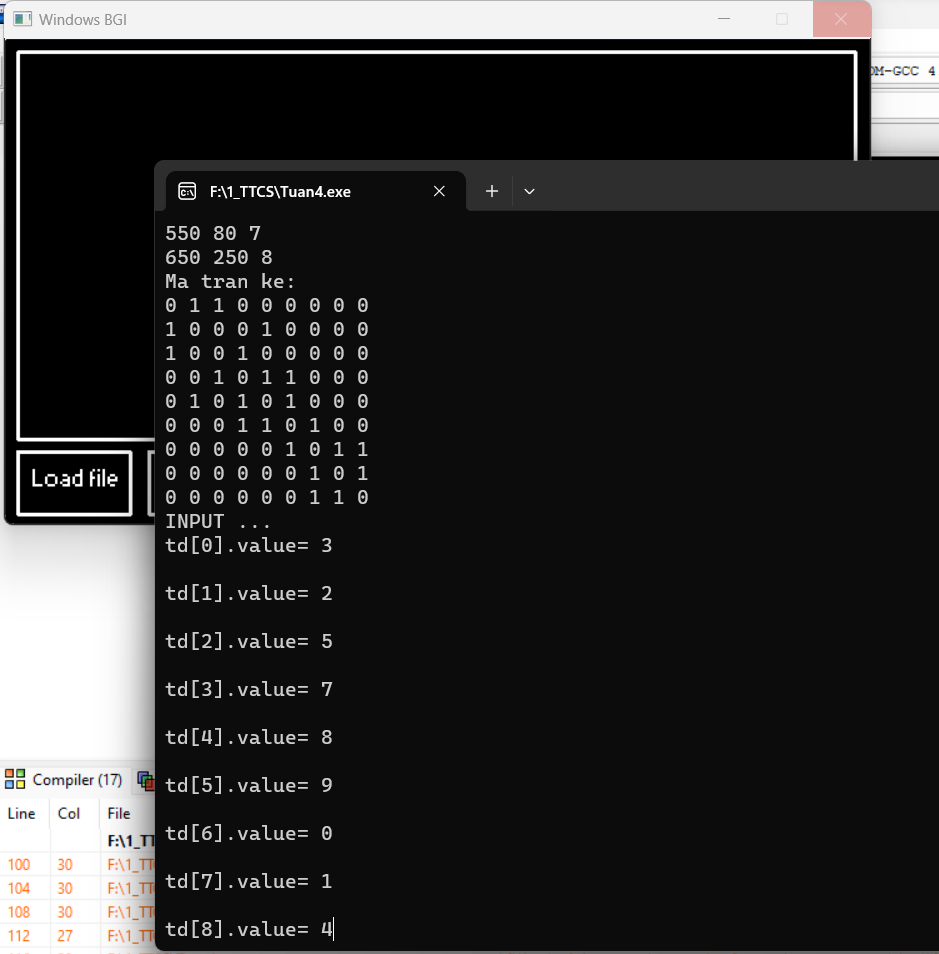 Windows BGI
DM-GCC 4
F:\1_TTCS\Tuan4.exe
550 80 7
650 250 8
Ma tran ke:
0 1 1 0 0 0 0 0 0
1 0 0 0 1 0 0 0 0
1 0 0 1 0 0 0 0 0
0 0 1 0 1 1 0 0 0
0 1 0 1 0 1 0 0 0
0 0 0 1 1 0 1 0 0
0 0 0 0 0 1 0 1 1
0 0 0 0 0 0 1 0 1
0 0 0 0 0 0 1 1 0
INPUT ...
td[0].value= 3
td[1].value= 2
td[2].value= 5
td[3].value= 7
td[4].value= 8
td[5].value= 9
td[6].value= 0
td[7].value= 1
td[8].value= 4
Load file
Compiler (17)
Line Col File
F:\1_TT
100 30 F:\1_TT
104 30 F:\1_TT
108 30 F:\1_TT
112 27 F:\1_TT